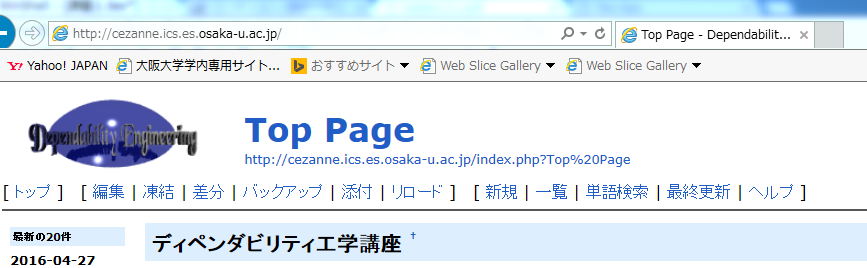 http://cezanne.ics.es.osaka-u.ac.jp/
Top Page - Dependabilit...
Yahoo! JAPAN 大阪大学学内専用サイト... おすすめサイト Web Slice Gallery Web Slice Gallery
Dependability Engineering
Top Page
http://cezanne.ics.es.osaka-u.ac.jp/index.php?Top%20Page
[ トップ ] [ 編集 | 凍結 | 差分 | バックアップ | 添付 | リロード ] [ 新規 | 一覧 | 単語検索 | 最終更新 | ヘルプ ]
最新の20件
2016-04-27
ディペンダビリティ工学講座 †